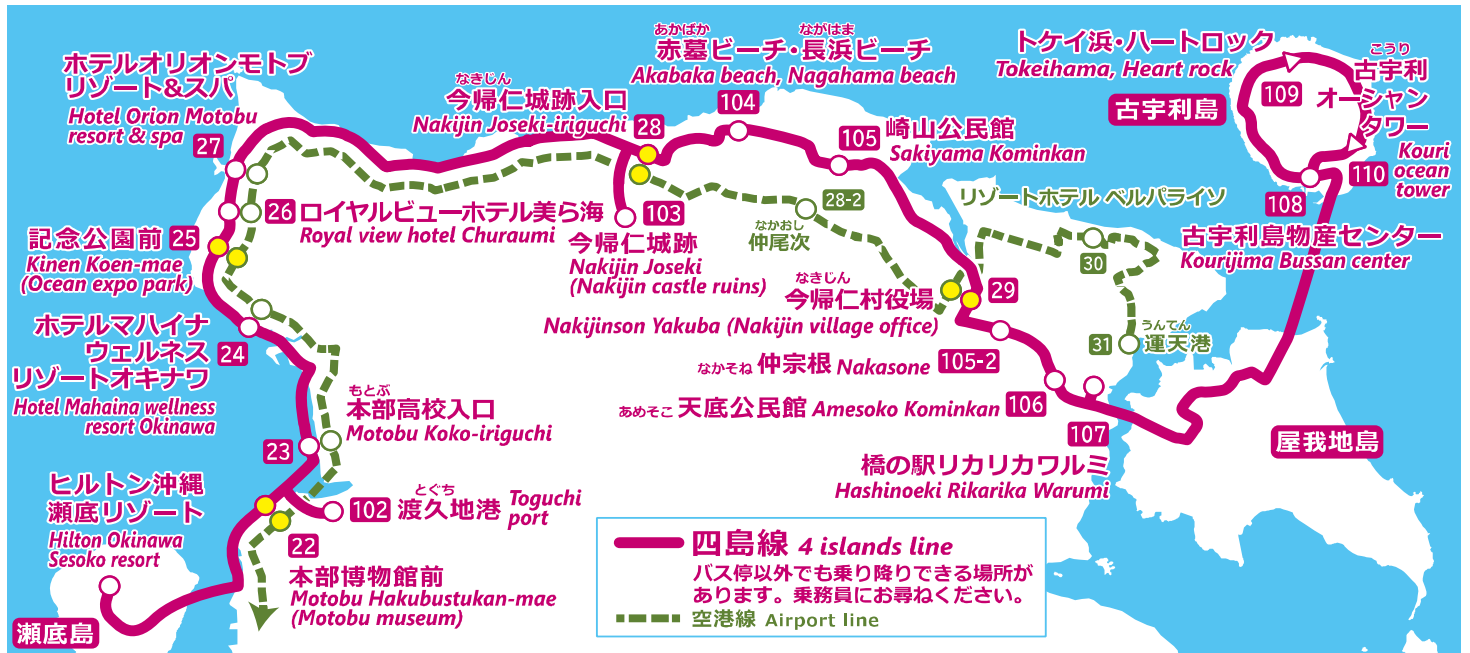 ホテルオリオンモトブ
リゾート&スパ
Hotel Orion Motobu
resort & spa
27
なきじん
今帰仁城跡入口
Nakijin Joseki-iriguchi
28
あかばか ながはま
赤墓ビーチ・長浜ビーチ
Akabaka beach, Nagahama beach
104
105
崎山公民館
Sakiyama Kominkan
トケイ浜・ハートロック
Tokeihama, Heart rock
109
古宇利島
こうり
古宇利
オーシャン
タワー
Kouri
ocean
tower
110
108
古宇利島物産センター
Kourijima Bussan center
26
ロイヤルビューホテル美ら海
Royal view hotel Churaumi
103
今帰仁城跡
Nakijin Joseki
(Nakijin castle ruins)
28-2
なかおし
仲尾次
リゾートホテル ベルパライソ
30
31
うんてん
運天港
記念公園前
25
Kinen Koen-mae
(Ocean expo park)
なきじん
今帰仁村役場
29
Nakijinson Yakuba (Nakijin village office)
ホテルマハイナ
ウェルネス
リゾートオキナワ
24
Hotel Mahaina wellness
resort Okinawa
なかそね 仲宗根 Nakasone
105-2
あめそこ 天底公民館 Amesoko Kominkan
106
107
橋の駅リカリカワルミ
Hashinoeki Rikarika Warumi
屋我地島
もとぶ
本部高校入口
Motobu Koko-iriguchi
23
102
とぐち
渡久地港
Toguchi
port
ヒルトン沖縄
瀬底リゾート
Hilton Okinawa
Sesoko resort
瀬底島
22
本部博物館前
Motobu Hakubustukan-mae
(Motobu museum)
四島線 4 islands line
バス停以外でも乗り降りできる場所が
あります。乗務員にお尋ねください。
空港線 Airport line